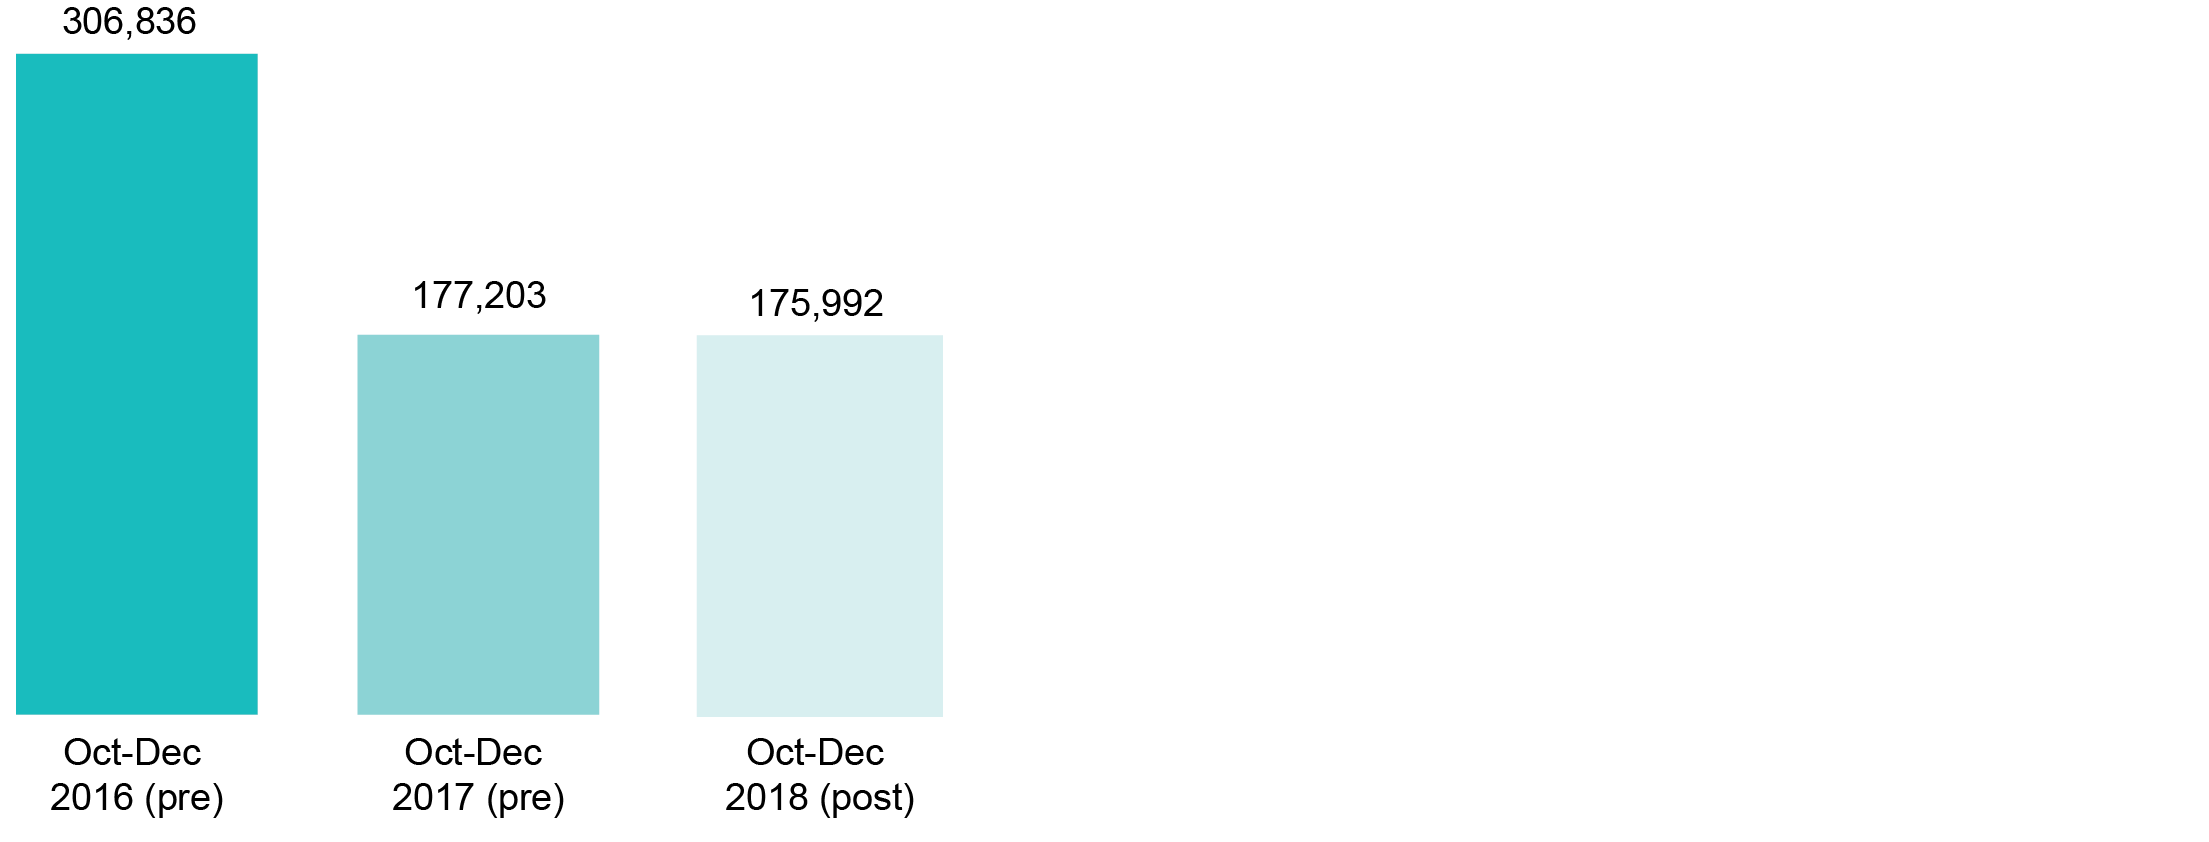 306,836
177,203
175,992
Oct-Dec
2016 (pre)
Oct-Dec
2017 (pre)
Oct-Dec
2018 (post)